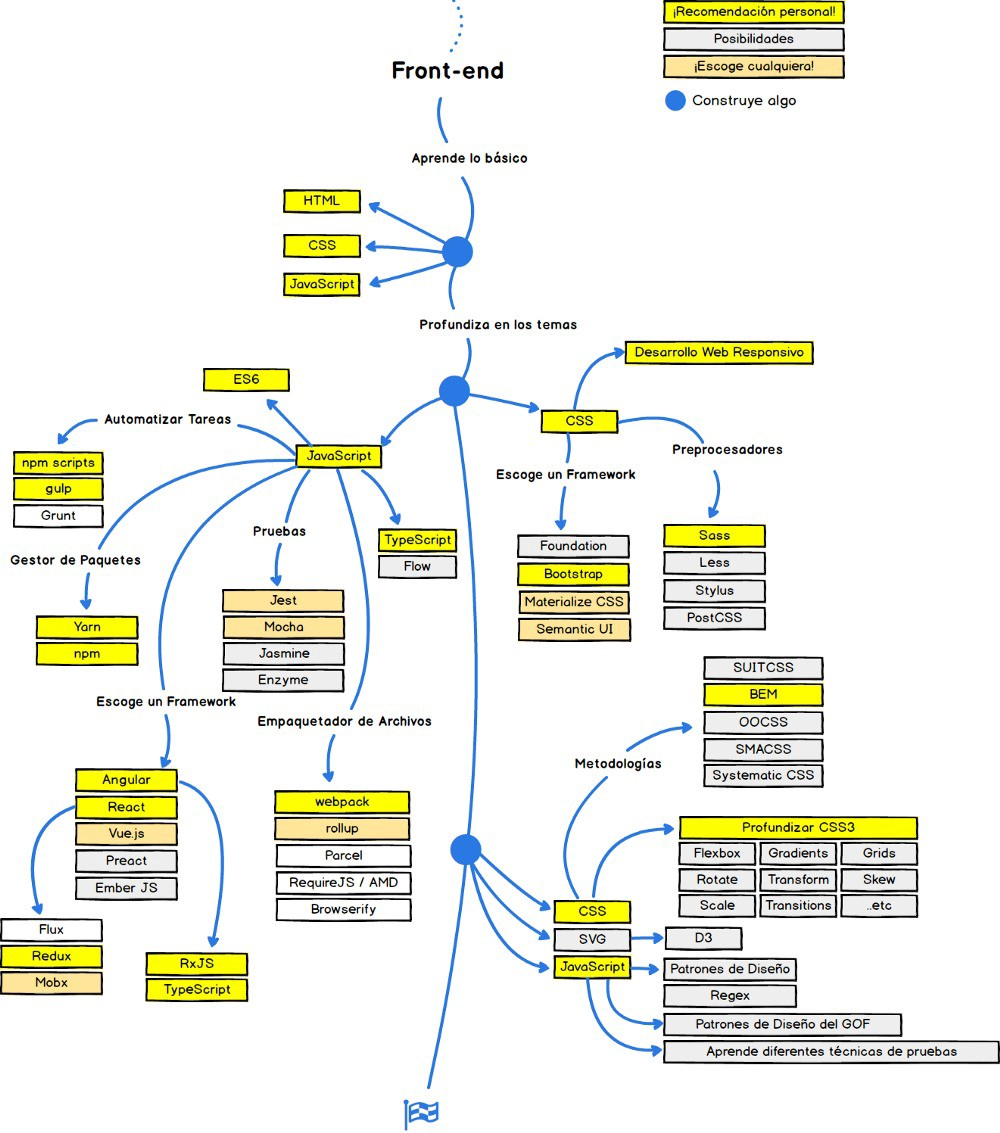 ¡Recomendación personal!
Posibilidades
¡Escoge cualquiera!
Construye algo
Front-end
Aprende lo básico
HTML
CSS
JavaScript
Profundiza en los temas
Desarrollo Web Responsivo
ES6
Automatizar Tareas
CSS
JavaScript
Preprocesadores
npm scripts
gulp
Grunt
Escoge un Framework
Pruebas
Gestor de Paquetes
TypeScript
Flow
Foundation
Bootstrap
Materialize CSS
Semantic UI
Sass
Less
Stylus
PostCSS
Yarn
npm
Jest
Mocha
Jasmine
Enzyme
Escoge un Framework
Empaquetador de Archivos
SUITCSS
BEM
OOCSS
SMACSS
Systematic CSS
Metodologías
Angular
React
Vue.js
Preact
Ember JS
webpack
rollup
Parcel
RequireJS / AMD
Browserify
Profundizar CSS3
Flexbox Gradients Grids
Rotate Transform Skew
Scale Transitions ..etc
Flux
Redux
Mobx
RxJS
TypeScript
CSS
SVG
D3
JavaScript
Patrones de Diseño
Regex
Patrones de Diseño del GOF
Aprende diferentes técnicas de pruebas